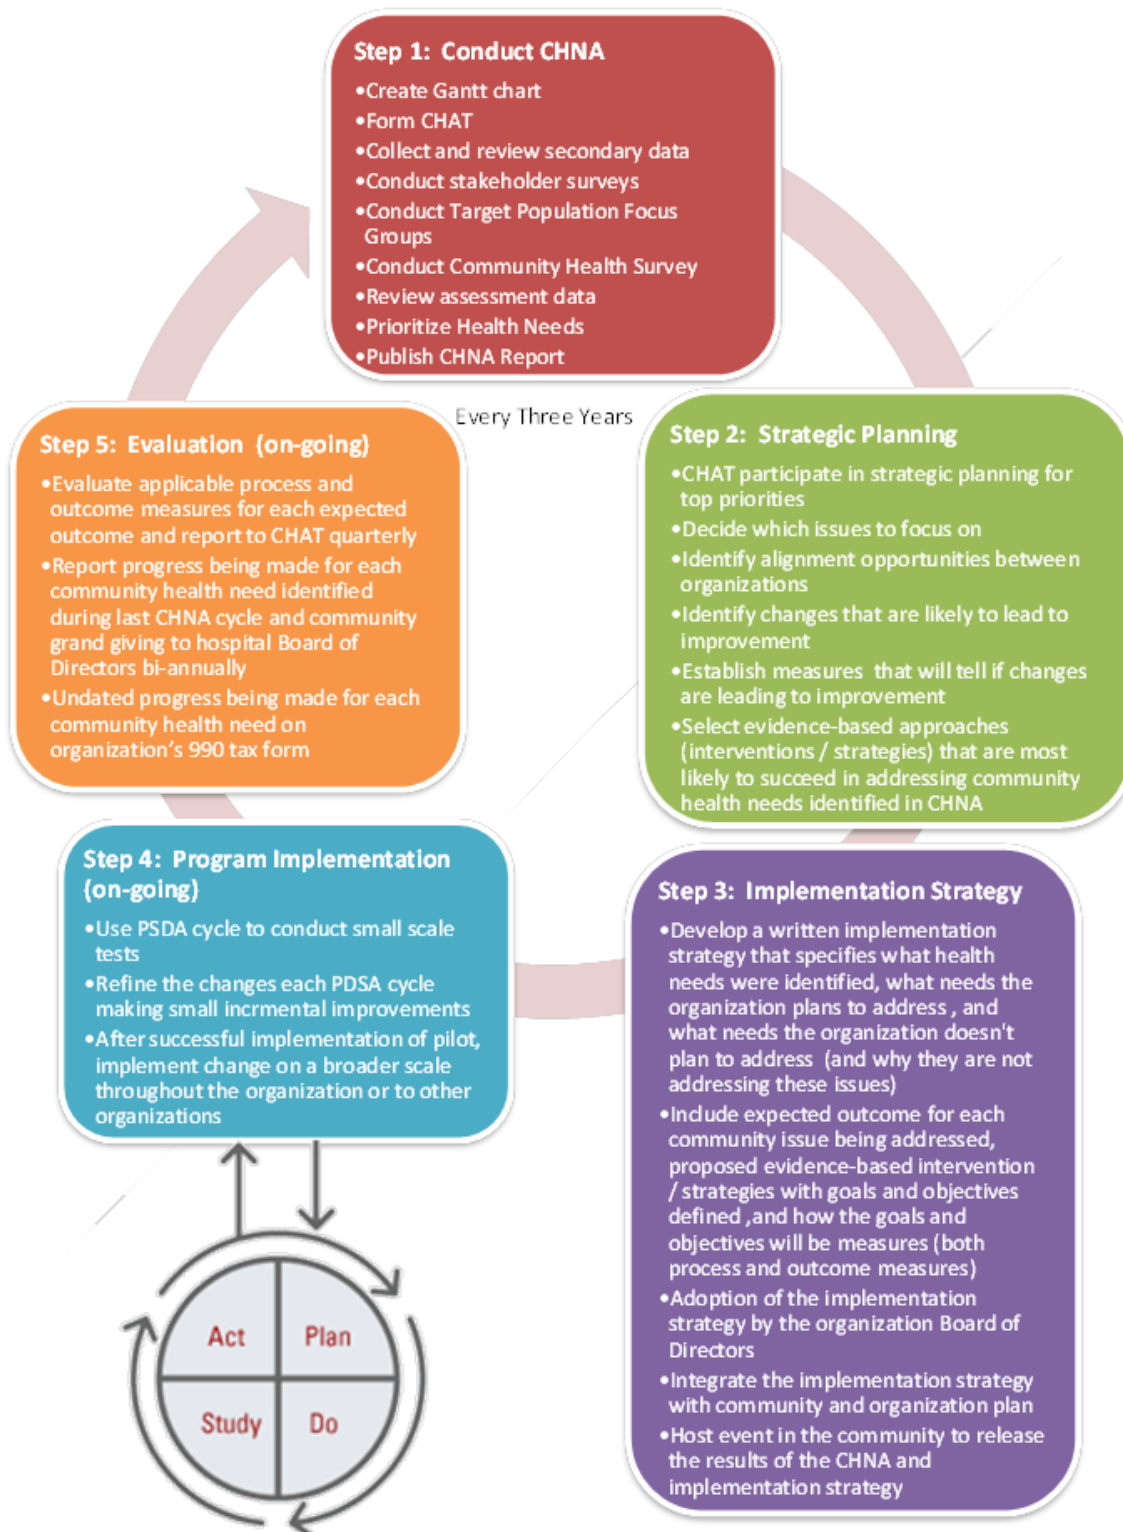 Step 1:  Conduct CHNA
•Create Gantt chart
•Form CHAT
•Collect and review secondary data
•Conduct stakeholder surveys
•Conduct Target Population Focus
Groups
•Conduct Community Health Survey
•Review assessment data
•Prioritize Health Needs
•Publish CHNA Report
Every Three Years
Step 2:  Strategic Planning
•CHAT participate in strategic planning for
top priorities
•Decide which issues to focus on
•Identify alignment opportunities between
organizations
•Identify changes that are likely to lead to
improvement
•Establish measures  that will tell if changes
are leading to improvement
•Select evidence-based approaches
(interventions / strategies) that are most
likely to succeed in addressing community
health needs identified in CHNA
Step 3:  Implementation Strategy
•Develop a written implementation
strategy that specifies what health
needs were identified, what needs the
organization plans to address , and
what needs the organization doesn't
plan to address  (and why they are not
addressing these issues)
•Include expected outcome for each
community issue being addressed,
proposed evidence-based intervention
/ strategies with goals and objectives
defined ,and how the goals and
objectives will be measures (both
process and outcome measures)
•Adoption of the implementation
strategy by the organization Board of
Directors
•Integrate the implementation strategy
with community and organization plan
•Host event in the community to release
the results of the CHNA and
implementation strategy
Step 4:  Program Implementation
(on-going)
•Use PSDA cycle to conduct small scale
tests
•Refine the changes each PDSA cycle
making small incrmental improvements
•After successful implementation of pilot,
implement change on a broader scale
throughout the organization or to other
organizations
Act
Plan
Study
Do
Step 5:  Evaluation  (on-going)
•Evaluate applicable process and
outcome measures for each expected
outcome and report to CHAT quarterly
•Report progress being made for each
community health need identified
during last CHNA cycle and community
grand giving to hospital Board of
Directors bi-annually
•Undated progress being made for each
community health need on
organization's 990 tax form